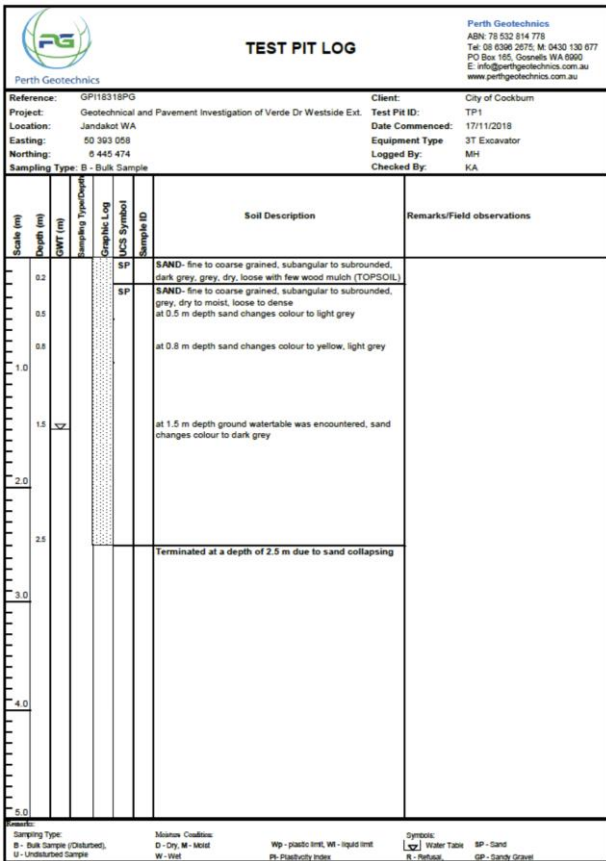 PG
Perth Geotechnics
TEST PIT LOG
Perth Geotechnics
ABN: 78 532 814 778
Tel: 08 6396 2675; M: 0430 130 677
PO Box 165, Gosnells WA 6990
E: info@perthgeotechnics.com.au
www.perthgeotechnics.com.au
Reference: GPI18318PG
Client: City of Cockburn
Project: Geotechnical and Pavement Investigation of Verde Dr Westside Ext.
Test Pit ID: TP1
Location: Jandakot WA
Date Commenced: 17/11/2018
Easting: 50 393 058
Equipment Type 3T Excavator
Northing: 6 445 474
Logged By: MH
Sampling Type: B - Bulk Sample
Checked By: KA
Scale (m)
Depth (m)
GWT (m)
Sampling Type/Depth
Graphic Log
UCS Symbol
Sample ID
Soil Description
Remarks/Field observations
0.2
SP
SAND- fine to coarse grained, subangular to subrounded,
dark grey, grey, dry, loose with few wood mulch (TOPSOIL)
SP
SAND- fine to coarse grained, subangular to subrounded,
grey, dry to moist, loose to dense
0.5
at 0.5 m depth sand changes colour to light grey
0.8
at 0.8 m depth sand changes colour to yellow, light grey
1.0
1.5
at 1.5 m depth ground watertable was encountered, sand
changes colour to dark grey
2.0
2.5
Terminated at a depth of 2.5 m due to sand collapsing
3.0
4.0
5.0
Remarks:
Sampling Type:
B - Bulk Sample (/Disturbed),
U - Undisturbed Sample
Moisture Condition:
D - Dry, M - Moist
W - Wet
Wp - plastic limit, Wl - liquid limit
PI- Plastivity Index
Symbols:
Water Table
R - Refusal,
SP - Sand
GP - Sandy Gravel